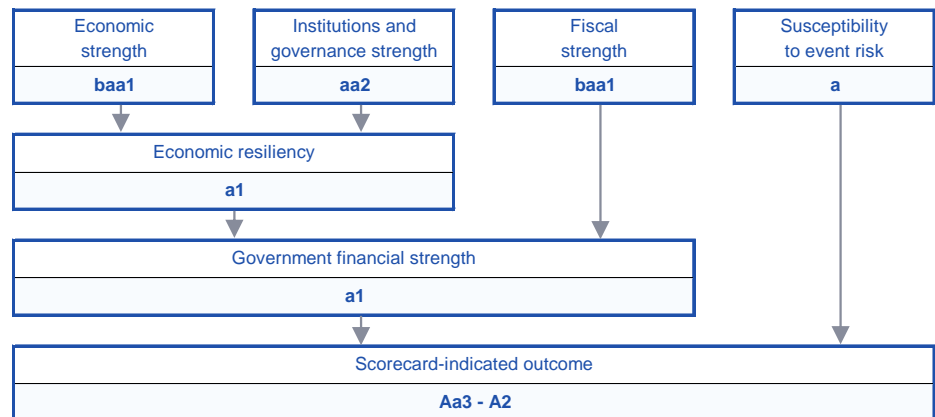 Economic
strength
baa1
Institutions and
governance strength
aa2
Fiscal
strength
baa1
Susceptibility
to event risk
a
Economic resiliency
a1
Government financial strength
a1
Scorecard-indicated outcome
Aa3 - A2